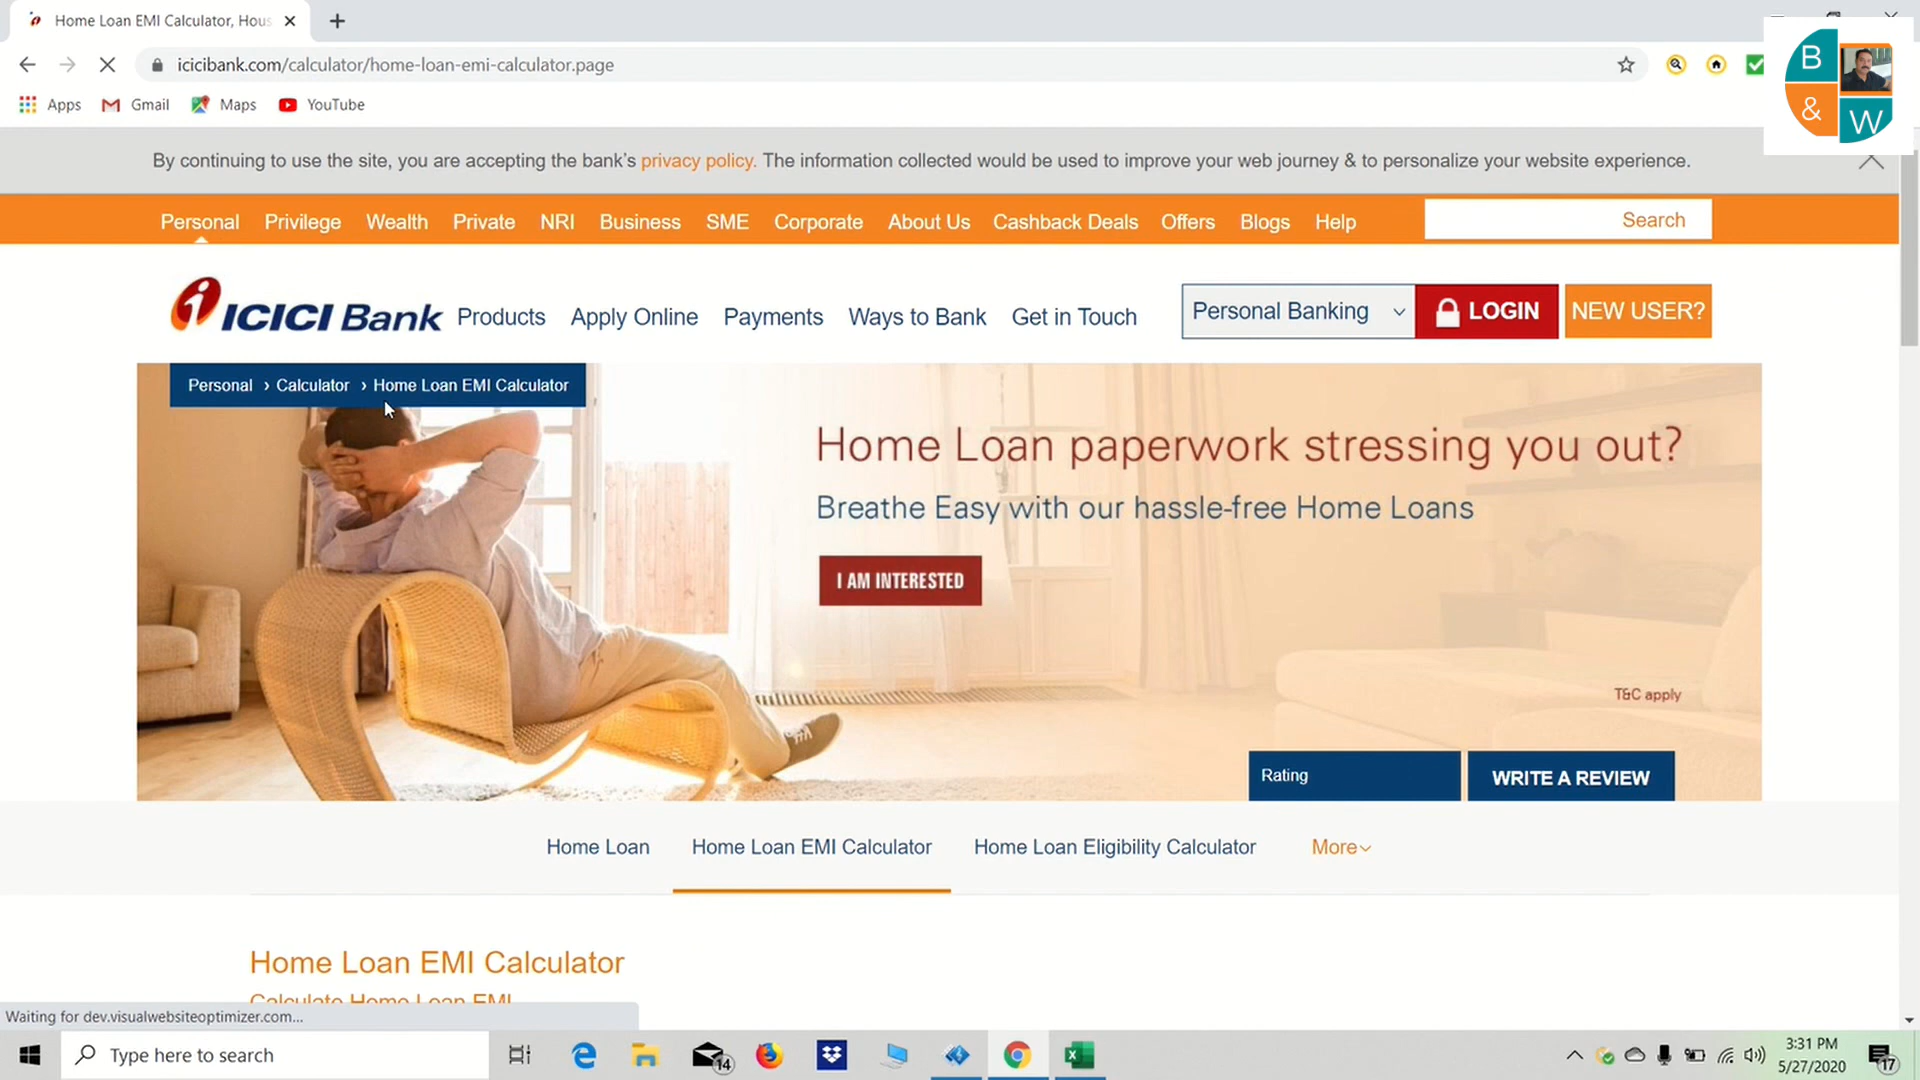 Home Loan EMI Calculator, Hous
icicibank.com/calculator/home-loan-emi-calculator.page
Apps Gmail Maps YouTube
B
&
W
By continuing to use the site, you are accepting the bank's privacy policy. The information collected would be used to improve your web journey & to personalize your website experience.
Personal Privilege Wealth Private NRI Business SME Corporate About Us Cashback Deals Offers Blogs Help Search
ICICI Bank Products Apply Online Payments Ways to Bank Get in Touch Personal Banking LOGIN NEW USER?
Personal › Calculator › Home Loan EMI Calculator
Home Loan paperwork stressing you out?
Breathe Easy with our hassle-free Home Loans
I AM INTERESTED
T&C apply
Rating WRITE A REVIEW
Home Loan Home Loan EMI Calculator Home Loan Eligibility Calculator More
Home Loan EMI Calculator
Calculate Home Loan EMI
Waiting for dev.visualwebsiteoptimizer.com...
Type here to search
14
3:31 PM
5/27/2020
17